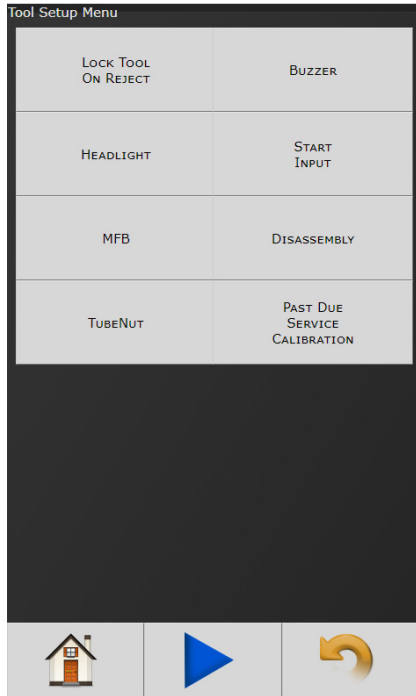 Tool Setup Menu
Lock Tool
On Reject
Buzzer
Headlight
Start
Input
MFB
Disassembly
TubeNut
Past Due
Service
Calibration